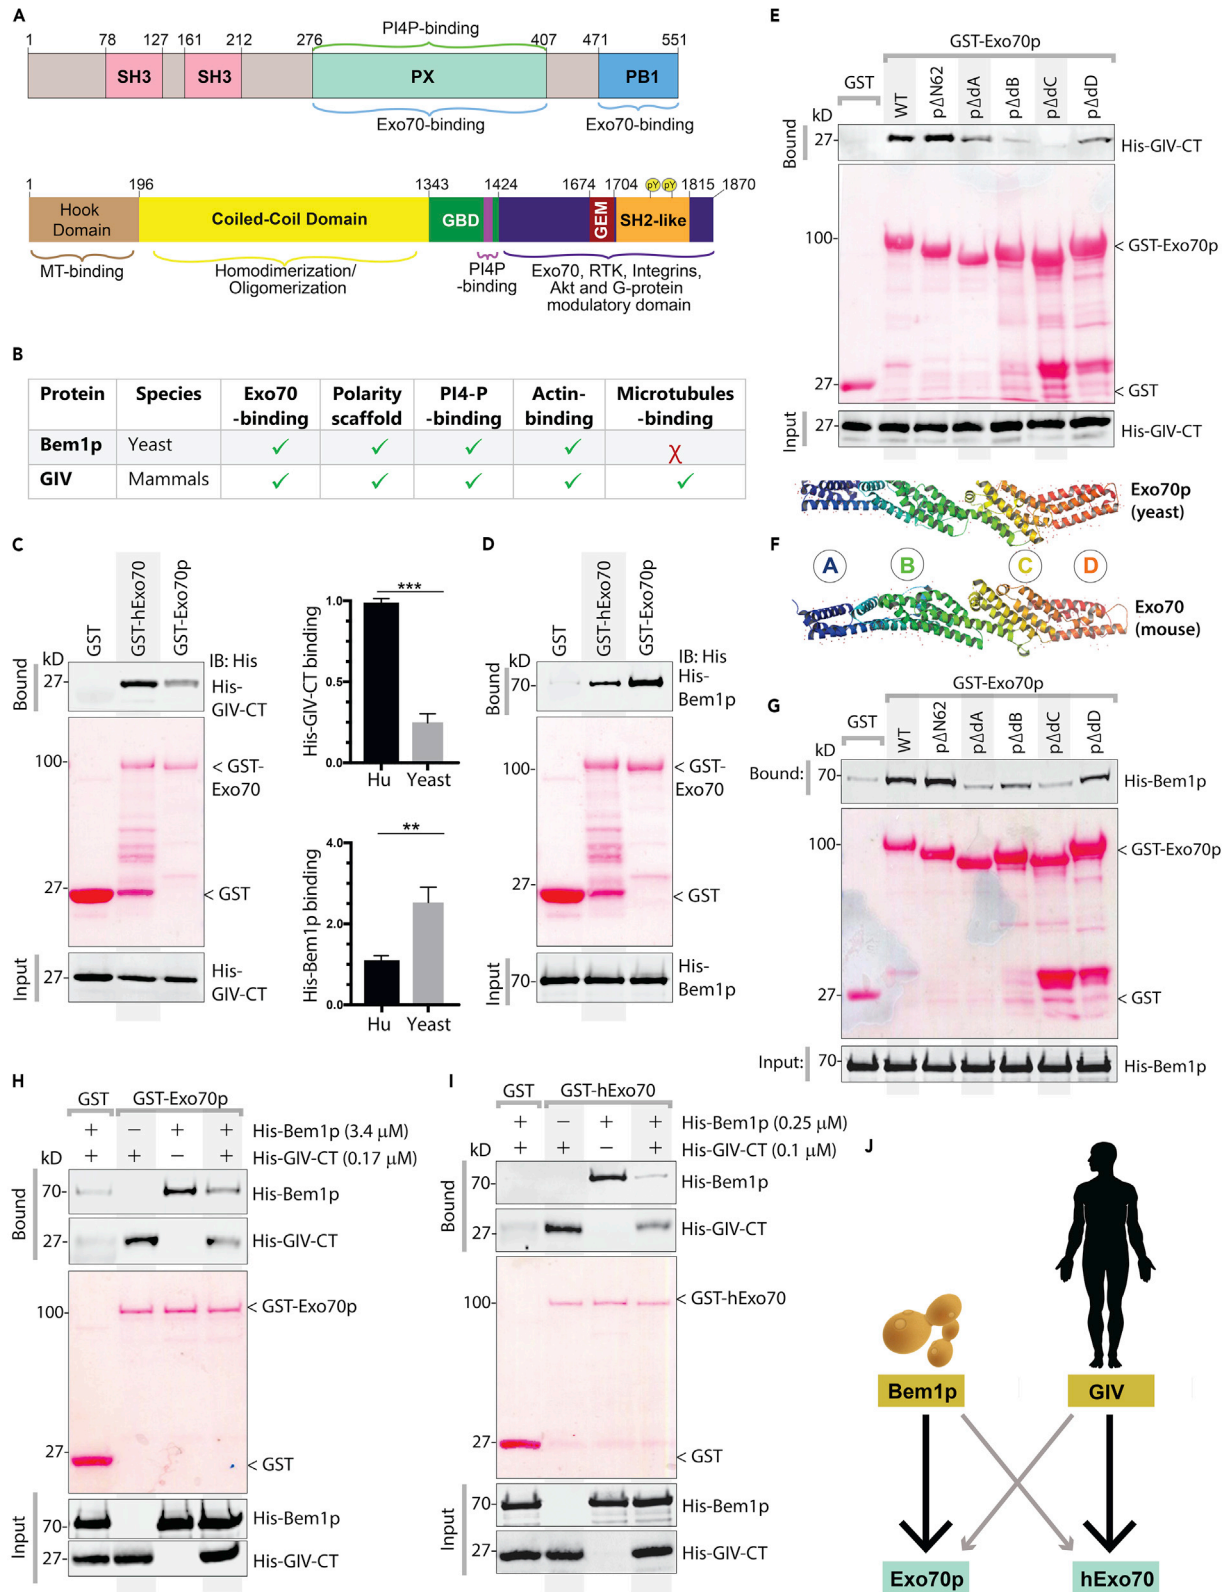 A
PI4P-binding
1 78 127 161 212 276 407 471 551
SH3 SH3 PX PB1
Exo70-binding Exo70-binding
1 196 1343 1424 1674 1704 pY pY 1815 1870
Hook
Domain
Coiled-Coil Domain
GBD
GEM
SH2-like
MT-binding
Homodimerization/
Oligomerization
PI4P
-binding
Exo70, RTK, Integrins,
Akt and G-protein
modulatory domain
B
Protein Species Exo70
-binding Polarity
scaffold PI4-P
-binding Actin-
binding Microtubules
-binding
Bem1p Yeast ✓ ✓ ✓ ✓ χ
GIV Mammals ✓ ✓ ✓ ✓ ✓
C
GST
GST-hExo70
GST-Exo70p
kD
IB: His
Bound
27-
His-
GIV-CT
100-
< GST-
Exo70
27-
< GST
Input
27-
His-
GIV-CT
His-GIV-CT binding
1.0
0.5
0.0
***
Hu Yeast
His-Bem1p binding
4.0
2.0
0.0
**
Hu Yeast
D
GST
GST-hExo70
GST-Exo70p
kD
IB: His
Bound
70-
His-
Bem1p
100-
< GST-
Exo70
27-
< GST
Input
70-
His-
Bem1p
E
GST-Exo70p
GST
WT
pΔN62
pΔdA
pΔdB
pΔdC
pΔdD
kD
Bound
27-
His-GIV-CT
100-
< GST-Exo70p
27-
< GST
Input
27-
His-GIV-CT
Exo70p
(yeast)
F
A B C D
Exo70
(mouse)
G
GST-Exo70p
GST
WT
pΔN62
pΔdA
pΔdB
pΔdC
pΔdD
kD
Bound:
70-
His-Bem1p
100-
< GST-Exo70p
27-
< GST
Input:
70-
His-Bem1p
H
GST GST-Exo70p
+ − + + His-Bem1p (3.4 μM)
kD + + − + His-GIV-CT (0.17 μM)
Bound
70- His-Bem1p
27- His-GIV-CT
100- < GST-Exo70p
27-
< GST
Input
70- His-Bem1p
27- His-GIV-CT
I
GST GST-hExo70
+ − + + His-Bem1p (0.25 μM)
kD + + − + His-GIV-CT (0.1 μM)
Bound
70- His-Bem1p
27- His-GIV-CT
100- < GST-hExo70
27-
< GST
Input
70- His-Bem1p
27- His-GIV-CT
J
Bem1p GIV
Exo70p hExo70